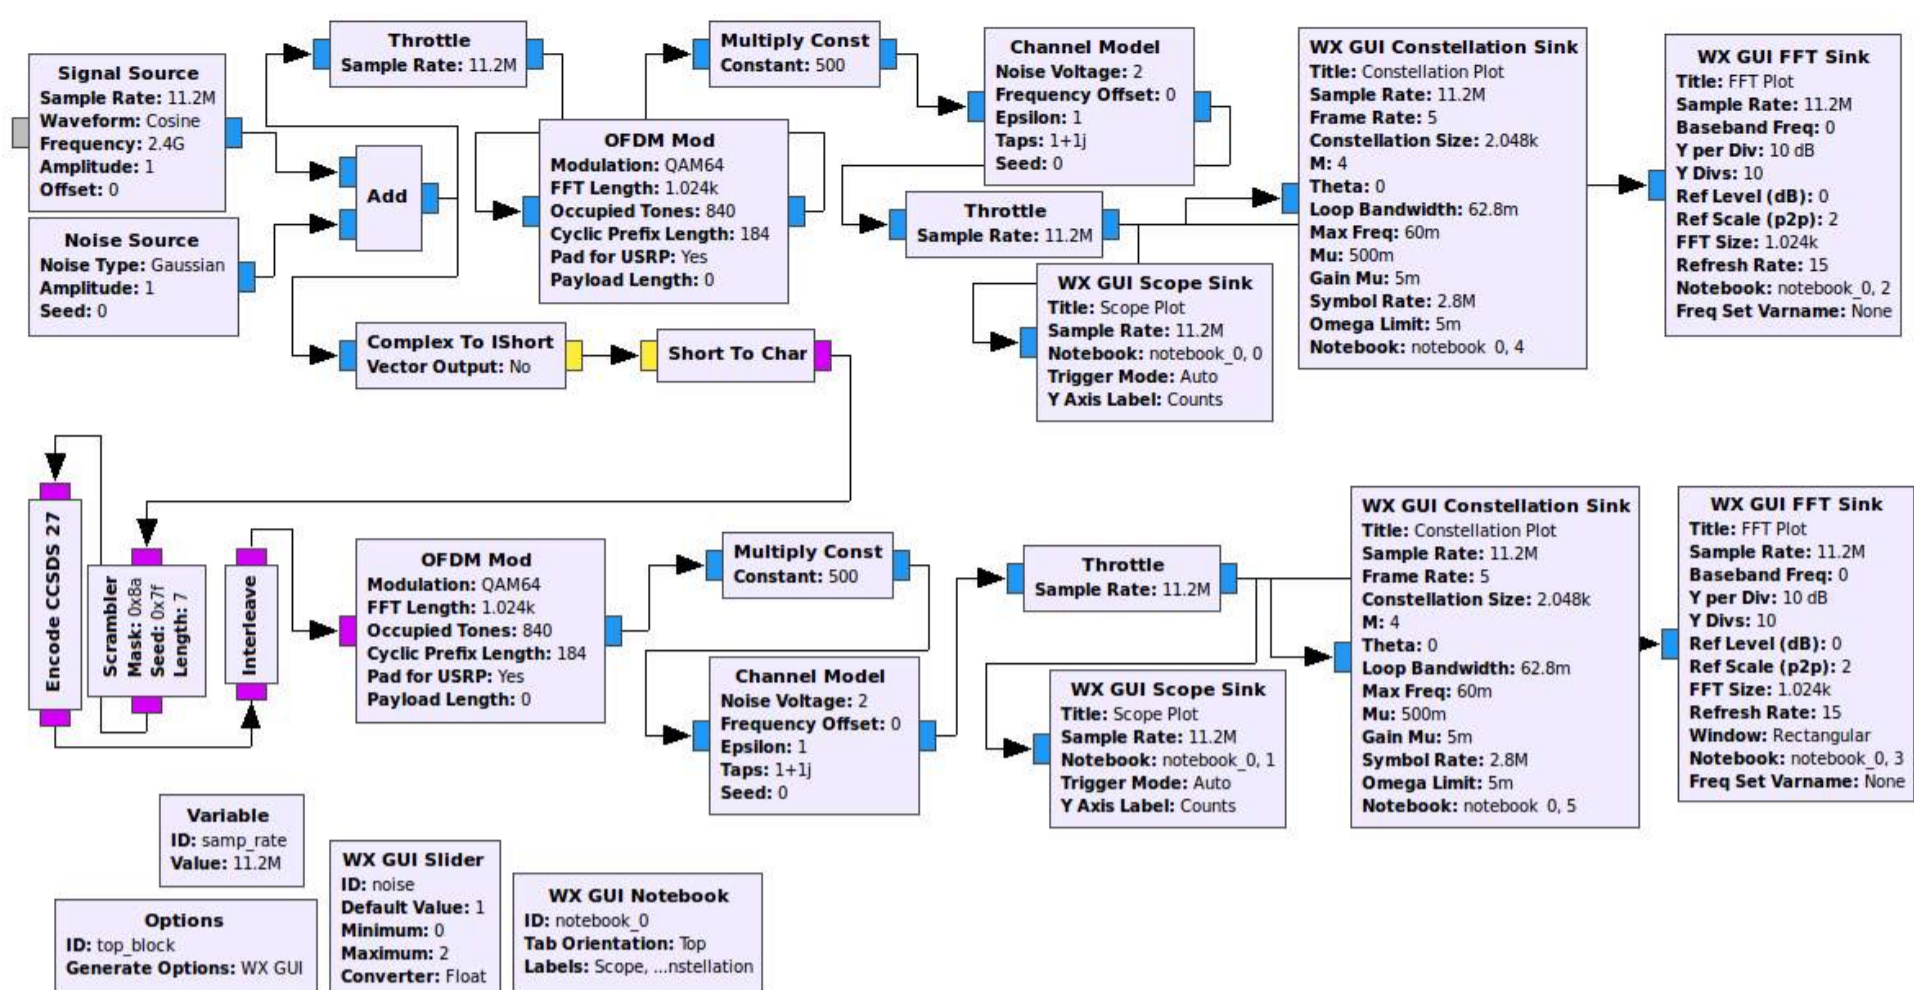 Signal Source
Sample Rate: 11.2M
Waveform: Cosine
Frequency: 2.4G
Amplitude: 1
Offset: 0
Noise Source
Noise Type: Gaussian
Amplitude: 1
Seed: 0
Add
Throttle
Sample Rate: 11.2M
OFDM Mod
Modulation: QAM64
FFT Length: 1.024k
Occupied Tones: 840
Cyclic Prefix Length: 184
Pad for USRP: Yes
Payload Length: 0
Multiply Const
Constant: 500
Channel Model
Noise Voltage: 2
Frequency Offset: 0
Epsilon: 1
Taps: 1+1j
Seed: 0
Throttle
Sample Rate: 11.2M
WX GUI Scope Sink
Title: Scope Plot
Sample Rate: 11.2M
Notebook: notebook_0, 0
Trigger Mode: Auto
Y Axis Label: Counts
WX GUI Constellation Sink
Title: Constellation Plot
Sample Rate: 11.2M
Frame Rate: 5
Constellation Size: 2.048k
M: 4
Theta: 0
Loop Bandwidth: 62.8m
Max Freq: 60m
Mu: 500m
Gain Mu: 5m
Symbol Rate: 2.8M
Omega Limit: 5m
Notebook: notebook 0, 4
WX GUI FFT Sink
Title: FFT Plot
Sample Rate: 11.2M
Baseband Freq: 0
Y per Div: 10 dB
Y Divs: 10
Ref Level (dB): 0
Ref Scale (p2p): 2
FFT Size: 1.024k
Refresh Rate: 15
Notebook: notebook_0, 2
Freq Set Varname: None
Complex To IShort
Vector Output: No
Short To Char
Encode CCSDS 27
Scrambler
Mask: 0x8a
Seed: 0x7f
Length: 7
Interleave
OFDM Mod
Modulation: QAM64
FFT Length: 1.024k
Occupied Tones: 840
Cyclic Prefix Length: 184
Pad for USRP: Yes
Payload Length: 0
Multiply Const
Constant: 500
Channel Model
Noise Voltage: 2
Frequency Offset: 0
Epsilon: 1
Taps: 1+1j
Seed: 0
Throttle
Sample Rate: 11.2M
WX GUI Scope Sink
Title: Scope Plot
Sample Rate: 11.2M
Notebook: notebook_0, 1
Trigger Mode: Auto
Y Axis Label: Counts
WX GUI Constellation Sink
Title: Constellation Plot
Sample Rate: 11.2M
Frame Rate: 5
Constellation Size: 2.048k
M: 4
Theta: 0
Loop Bandwidth: 62.8m
Max Freq: 60m
Mu: 500m
Gain Mu: 5m
Symbol Rate: 2.8M
Omega Limit: 5m
Notebook: notebook 0, 5
WX GUI FFT Sink
Title: FFT Plot
Sample Rate: 11.2M
Baseband Freq: 0
Y per Div: 10 dB
Y Divs: 10
Ref Level (dB): 0
Ref Scale (p2p): 2
FFT Size: 1.024k
Refresh Rate: 15
Window: Rectangular
Notebook: notebook_0, 3
Freq Set Varname: None
Variable
ID: samp_rate
Value: 11.2M
Options
ID: top_block
Generate Options: WX GUI
WX GUI Slider
ID: noise
Default Value: 1
Minimum: 0
Maximum: 2
Converter: Float
WX GUI Notebook
ID: notebook_0
Tab Orientation: Top
Labels: Scope, ...nstellation